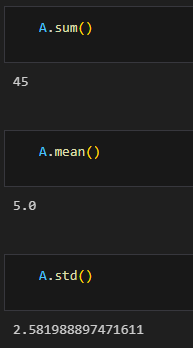 A.sum()
45
A.mean()
5.0
A.std()
2.581988897471611